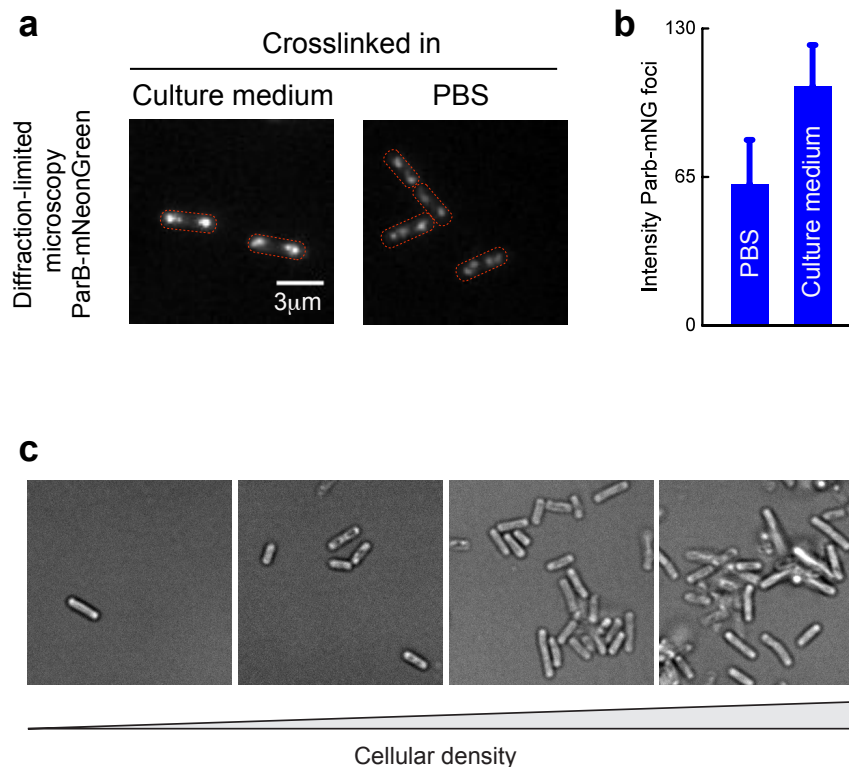 a
Crosslinked in
Culture medium
PBS
Diffraction-limited
microscopy
ParB-mNeonGreen
3μm
b
Intensity Parb-mNG foci
130
65
0
PBS
Culture medium
c
Cellular density